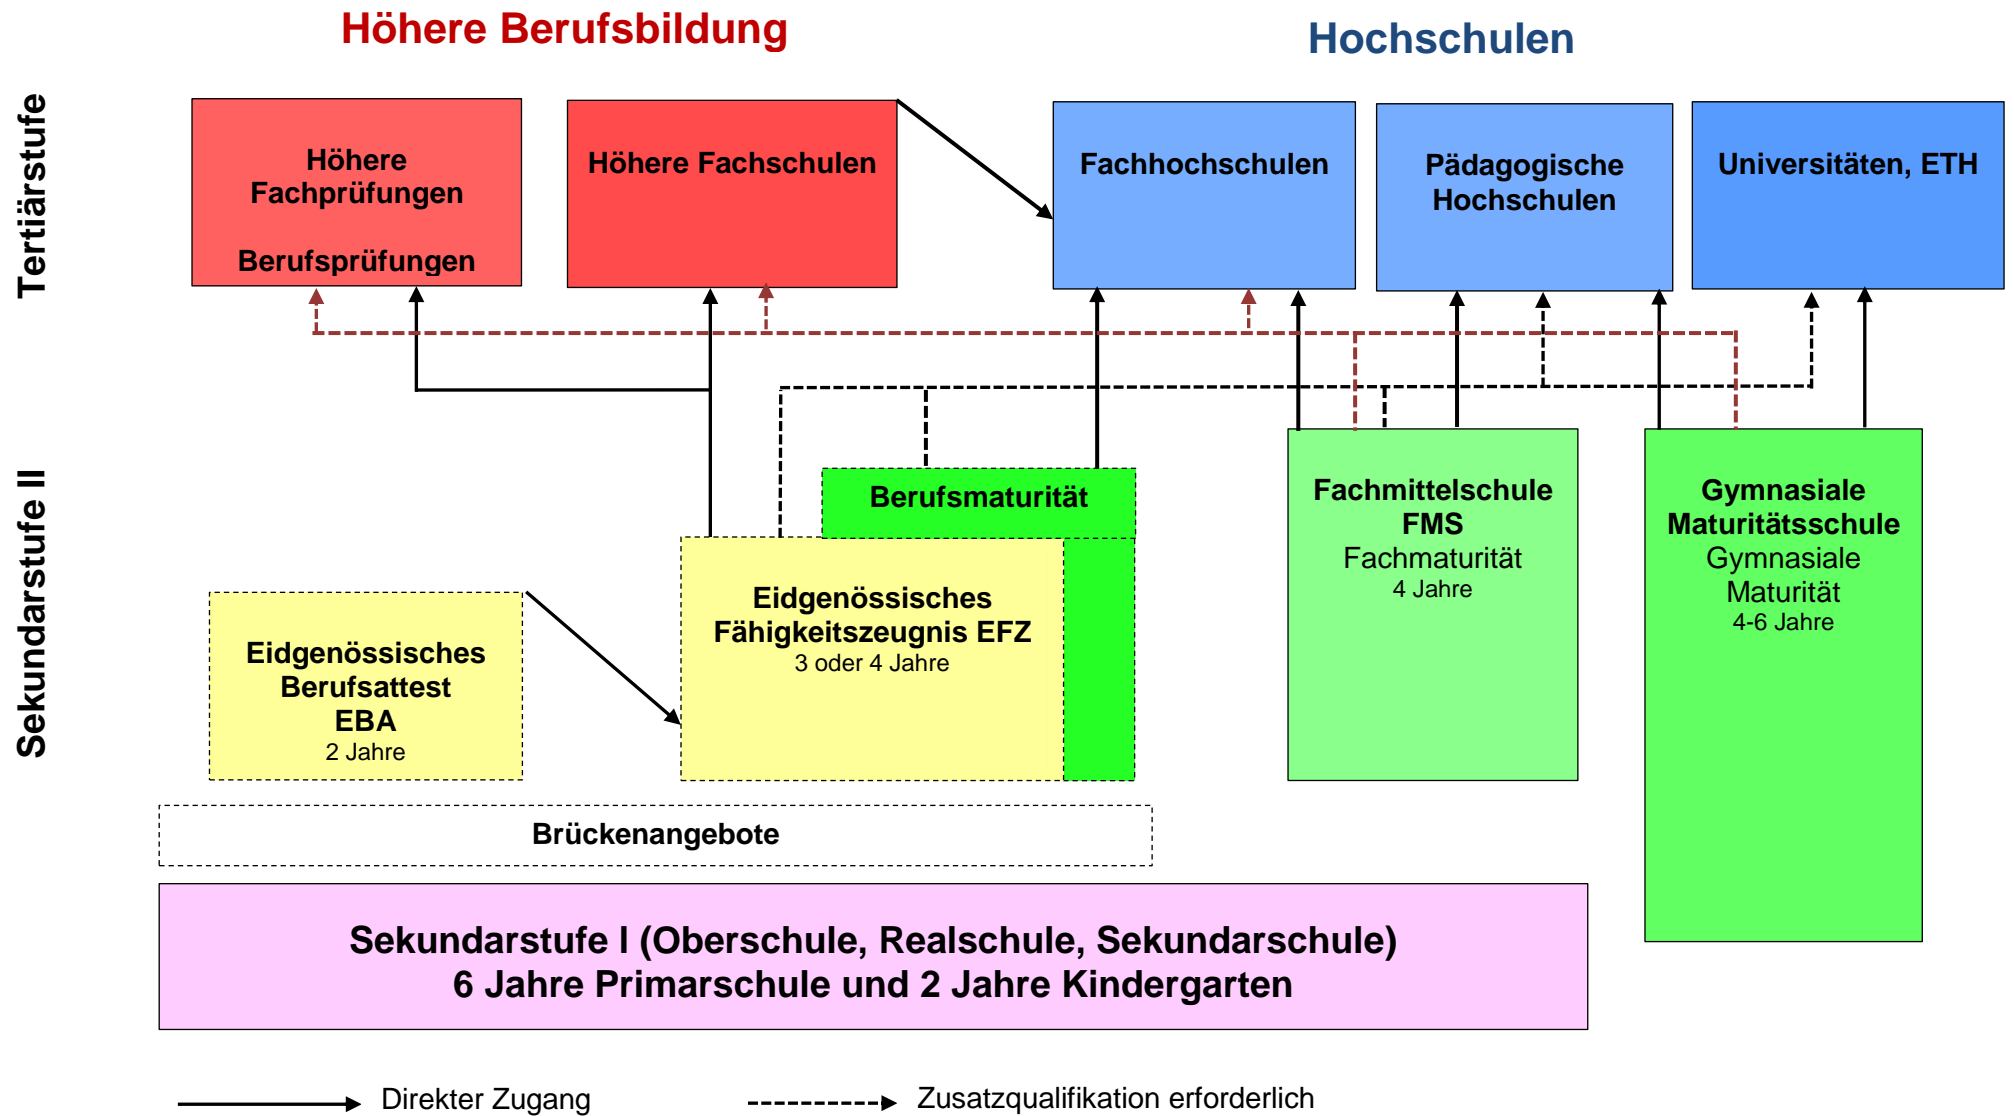 Höhere Berufsbildung
Hochschulen
Tertiärstufe
Höhere
Fachprüfungen
Berufsprüfungen
Höhere Fachschulen
Fachhochschulen
Pädagogische
Hochschulen
Universitäten, ETH
Sekundarstufe II
Eidgenössisches
Berufsattest
EBA
2 Jahre
Berufsmaturität
Eidgenössisches
Fähigkeitszeugnis EFZ
3 oder 4 Jahre
Fachmittelschule
FMS
Fachmaturität
4 Jahre
Gymnasiale
Maturitätsschule
Gymnasiale
Maturität
4-6 Jahre
Brückenangebote
Sekundarstufe I (Oberschule, Realschule, Sekundarschule)
6 Jahre Primarschule und 2 Jahre Kindergarten
Direkter Zugang
Zusatzqualifikation erforderlich